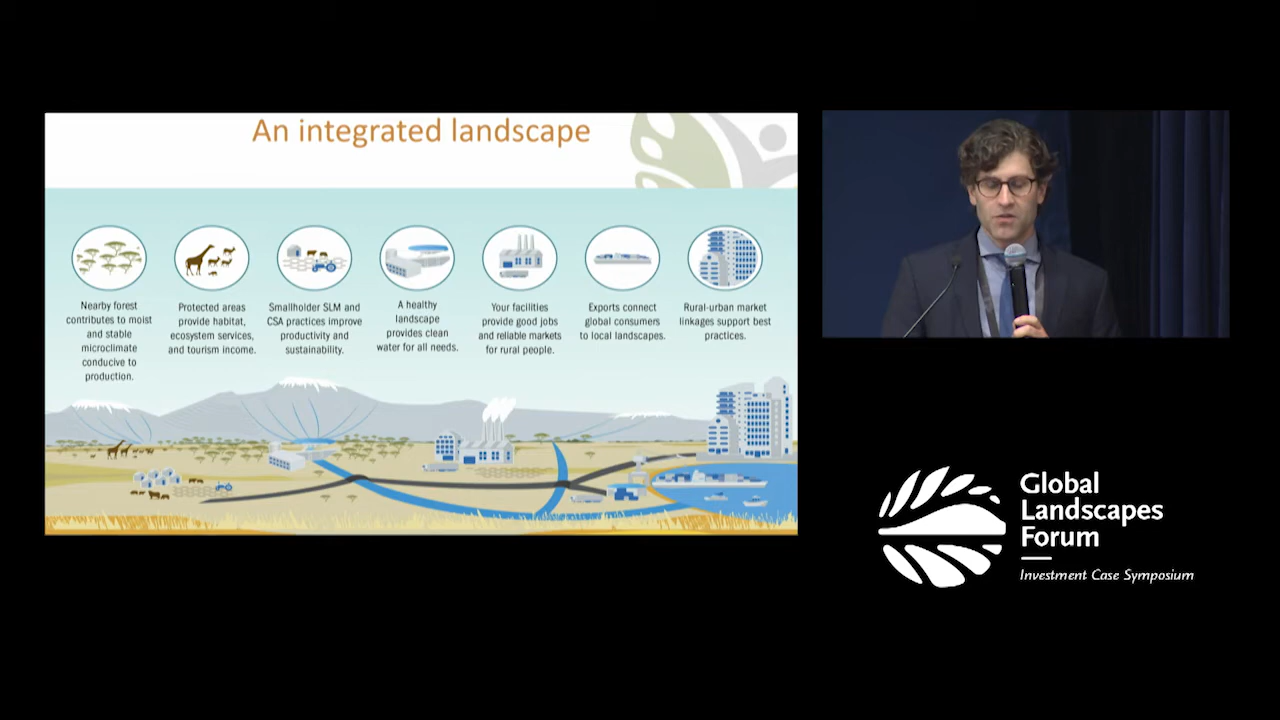 An integrated landscape
Nearby forest
contributes to moist
and stable
microclimate
conducive to
production.
Protected areas
provide habitat,
ecosystem services,
and tourism income.
Smallholder SLM and
CSA practices improve
productivity and
sustainability.
A healthy
landscape
provides clean
water for all needs.
Your facilities
provide good jobs
and reliable markets
for rural people.
Exports connect
global consumers
to local landscapes.
Rural-urban market
linkages support best
practices.
Global
Landscapes
Forum
Investment Case Symposium